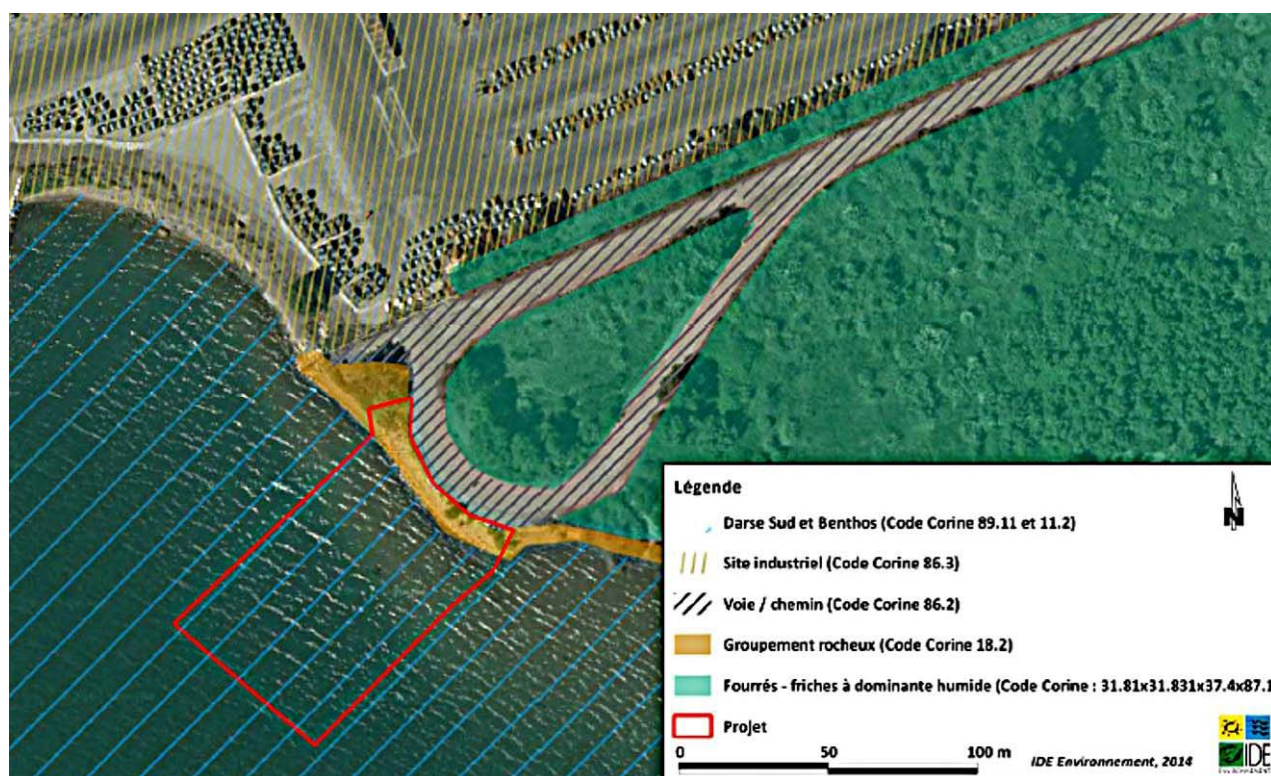 Légende
Darse Sud et Benthos (Code Corine 89.11 et 11.2)
Site industriel (Code Corine 86.3)
Voie / chemin (Code Corine 86.2)
Groupement rocheux (Code Corine 18.2)
Fourrés - friches à dominante humide (Code Corine : 31.81x31.831x37.4x87.1
Projet
0 50 100 m
IDE Environnement, 2014
N
IDE